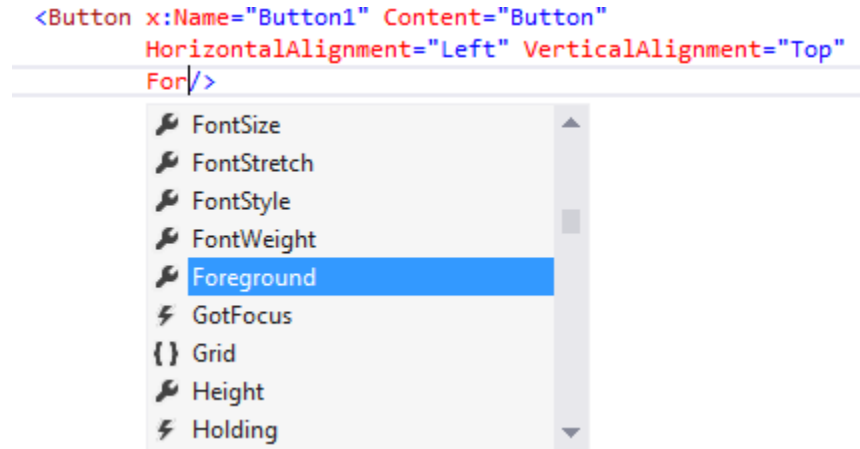 <Button x:Name="Button1" Content="Button"
HorizontalAlignment="Left" VerticalAlignment="Top"
For/>
FontSize
FontStretch
FontStyle
FontWeight
Foreground
GotFocus
Grid
Height
Holding